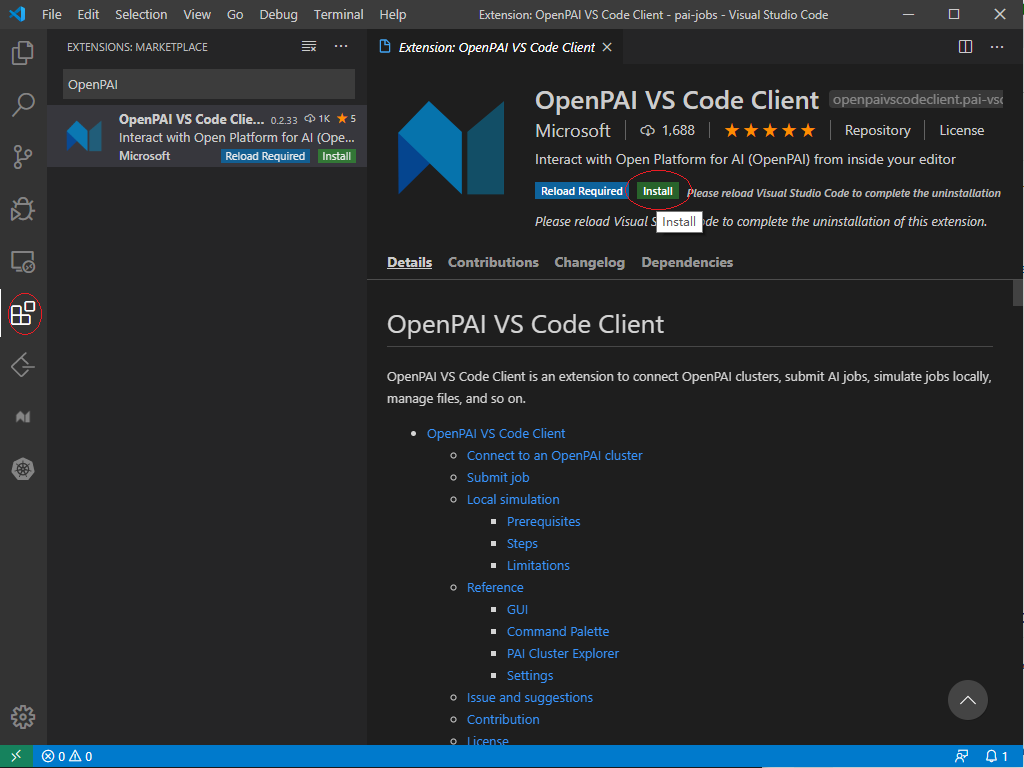 File Edit Selection View Go Debug Terminal Help Extension: OpenPAI VS Code Client - pai-jobs - Visual Studio Code
EXTENSIONS: MARKETPLACE
OpenPAI
OpenPAI VS Code Clie... 0.2.33 1K 5
Interact with Open Platform for AI (Ope...
Microsoft Reload Required Install
Extension: OpenPAI VS Code Client
OpenPAI VS Code Client openpaivscodeclient.pai-vsc
Microsoft 1,688 Repository License
Interact with Open Platform for AI (OpenPAI) from inside your editor
Reload Required Install Please reload Visual Studio Code to complete the uninstallation
Please reload Visual S de to complete the uninstallation of this extension.
Install
Details Contributions Changelog Dependencies
OpenPAI VS Code Client
OpenPAI VS Code Client is an extension to connect OpenPAI clusters, submit AI jobs, simulate jobs locally,
manage files, and so on.
OpenPAI VS Code Client
Connect to an OpenPAI cluster
Submit job
Local simulation
Prerequisites
Steps
Limitations
Reference
GUI
Command Palette
PAI Cluster Explorer
Settings
Issue and suggestions
Contribution
License
0 0 1